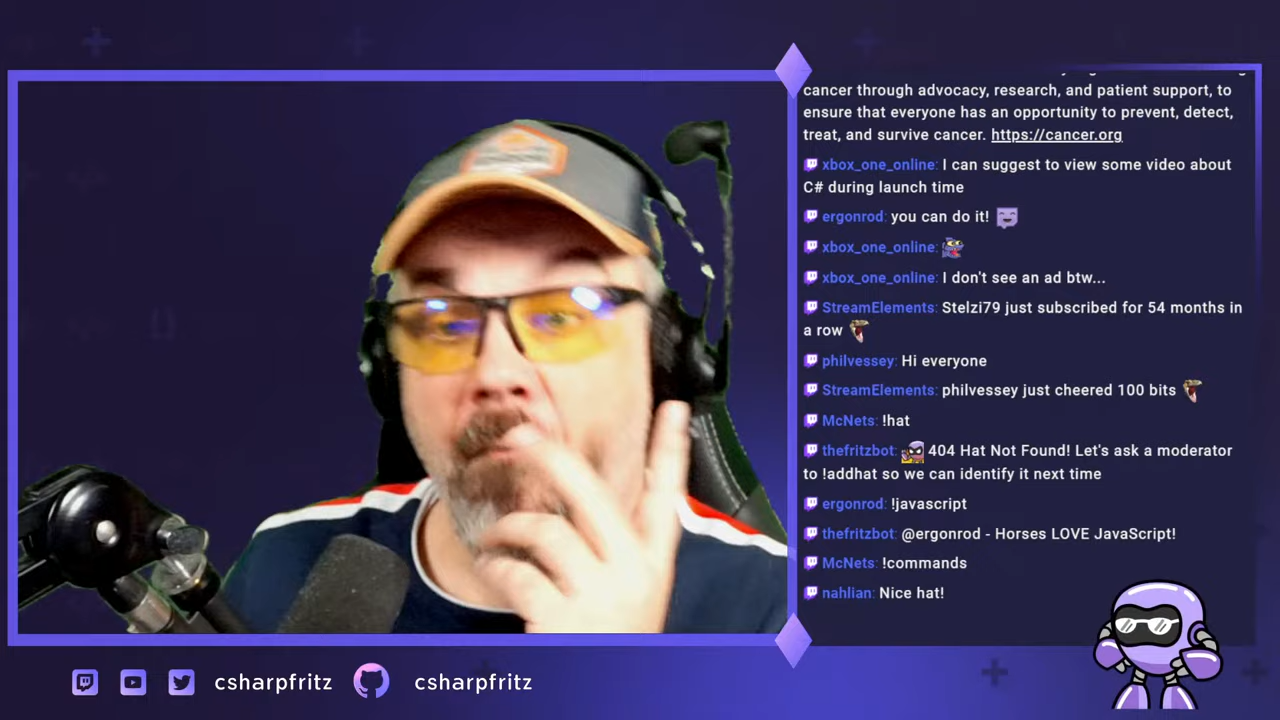 cancer through advocacy, research, and patient support, to
ensure that everyone has an opportunity to prevent, detect,
treat, and survive cancer. https://cancer.org
xbox_one_online: I can suggest to view some video about
C# during launch time
ergonrod: you can do it!
xbox_one_online:
xbox_one_online: I don't see an ad btw...
StreamElements: Stelzi79 just subscribed for 54 months in
a row
philvessey: Hi everyone
StreamElements: philvessey just cheered 100 bits
McNets: !hat
thefritzbot: 404 Hat Not Found! Let's ask a moderator
to !addhat so we can identify it next time
ergonrod: !javascript
thefritzbot: @ergonrod - Horses LOVE JavaScript!
McNets: !commands
nahlian: Nice hat!
csharpfritz csharpfritz